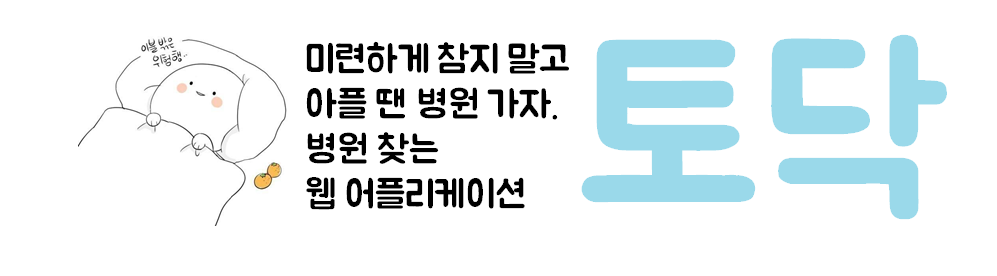 이불 밖은
위험행..
미련하게 참지 말고
아플 땐 병원 가자.
병원 찾는
웹 어플리케이션
토닥